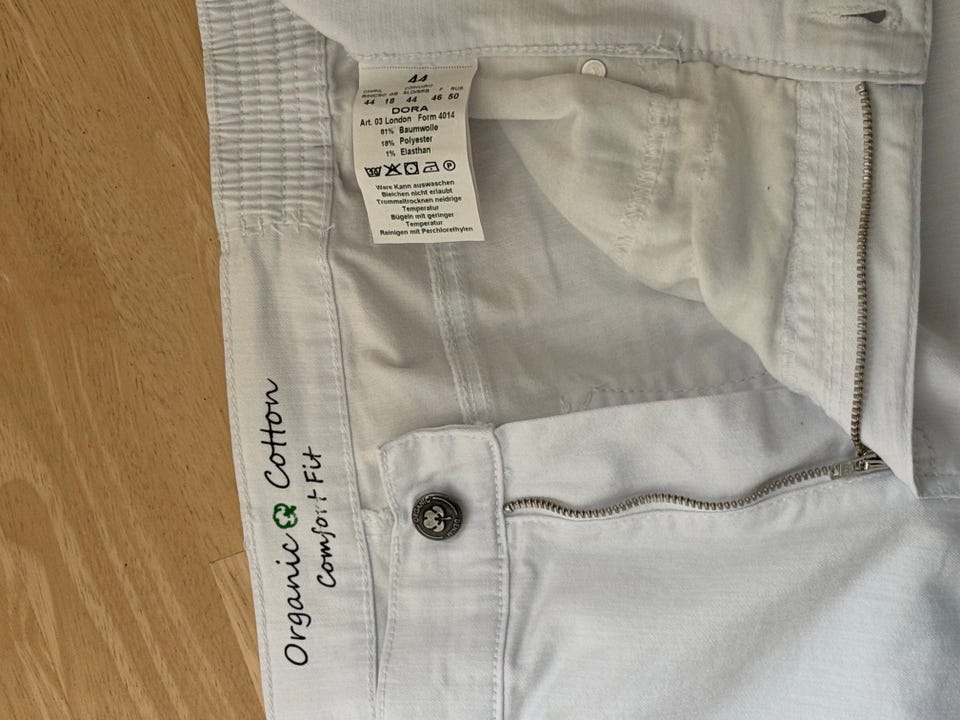 44
44 18 44 46 50
DORA
Art. 03 London Form 4014
81% Baumwolle
18% Polyester
1% Elasthan
P
Ware Kann auswaschen
Bleichen nicht erlaubt
Trommeltrocknen neidrige
Temperatur
Bügeln mit geringer
Temperatur
Reinigen mit Perchlorethylen
Organic Cotton
Comfort Fit
ORGANIC